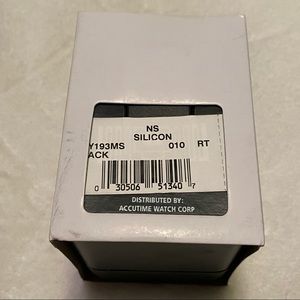 NS
SILICON
Y193MS 010 RT
ACK
0 30506 51340 7
DISTRIBUTED BY:
ACCUTIME WATCH CORP